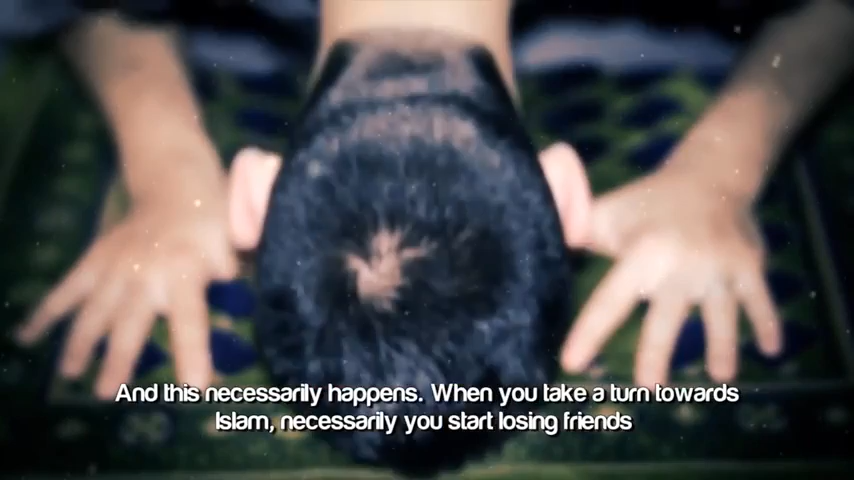 And this necessarily happens. When you take a turn towards
Islam, necessarily you start losing friends